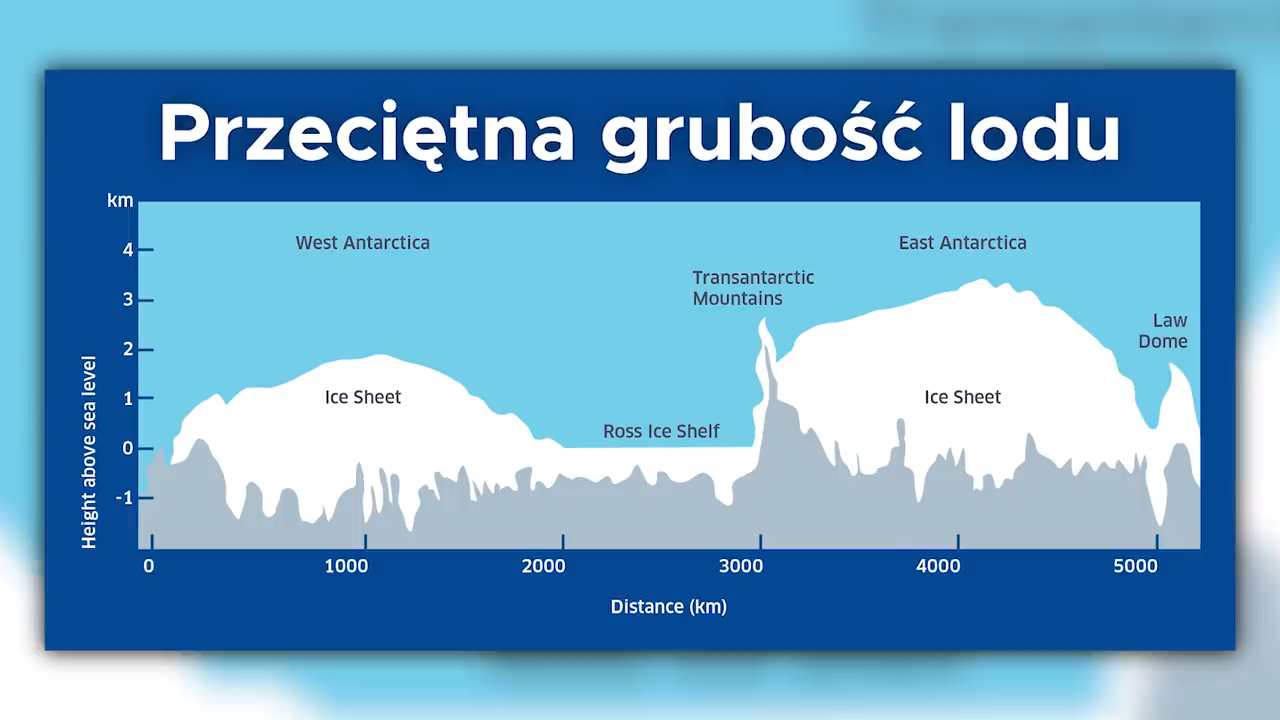 Przeciętna grubość lodu
km
4
3
2
1
0
-1
Height above sea level
West Antarctica
East Antarctica
Transantarctic
Mountains
Law
Dome
Ice Sheet
Ice Sheet
Ross Ice Shelf
0 1000 2000 3000 4000 5000
Distance (km)